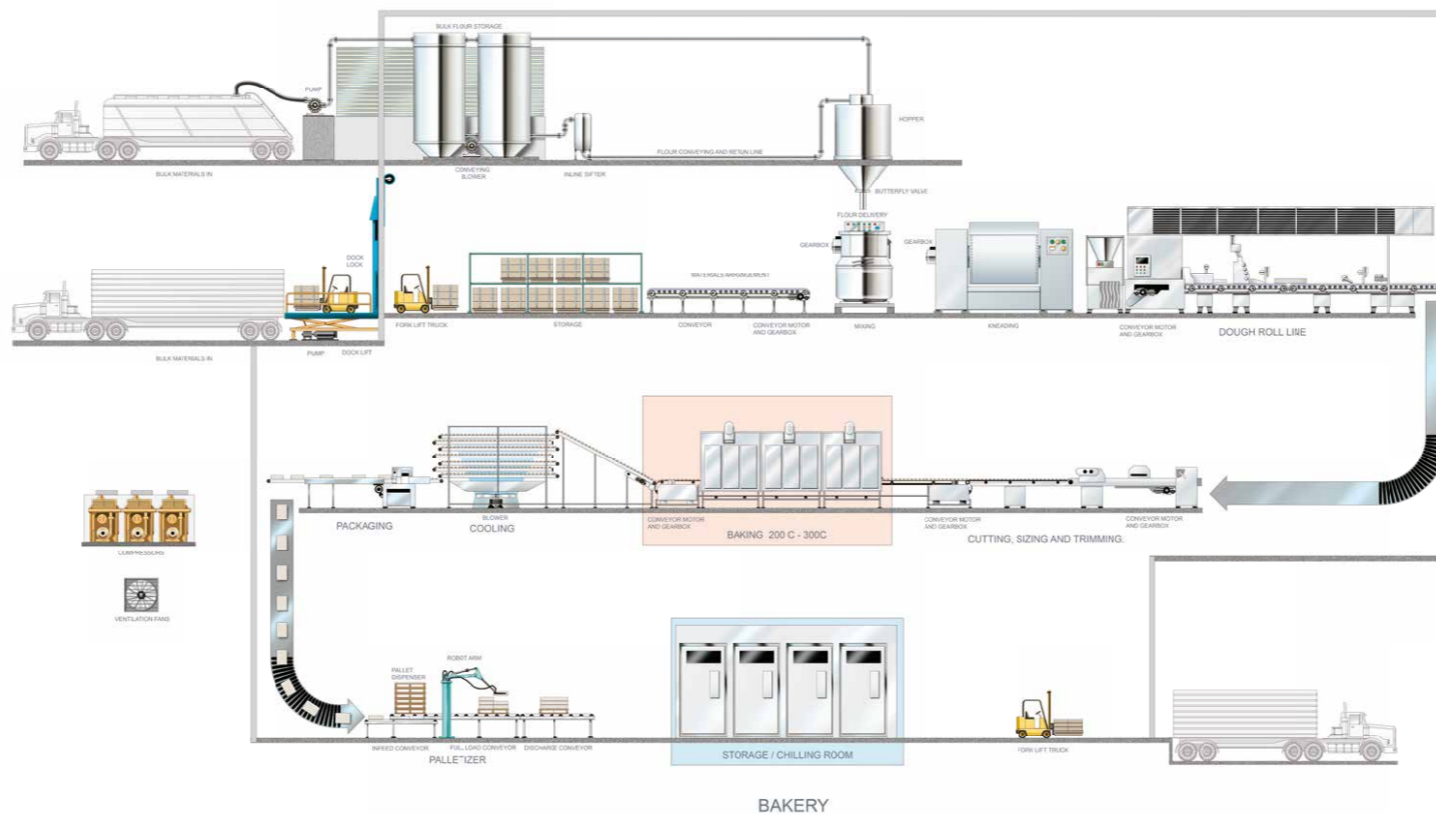 BULK FLOUR STORAGE
PUMP
HOPPER
FLOUR CONVEYING AND RETUN LINE
BULK MATERIALS IN
CONVEYING
BLOWER
INLINE SIFTER
BUTTERFLY VALVE
FLOUR DELIVERY
GEARBOX
GEARBOX
DOCK
LOCK
FORK LIFT TRUCK
STORAGE
CONVEYOR
CONVEYOR MOTOR
AND GEARBOX
MIXING
KNEADING
CONVEYOR MOTOR
AND GEARBOX
DOUGH ROLL LINE
BULK MATERIALS IN
PUMP
DOCK LIFT
PACKAGING
BLOWER
COOLING
CONVEYOR MOTOR
AND GEARBOX
BAKING 200 C - 300C
CONVEYOR MOTOR
AND GEARBOX
CUTTING, SIZING AND TRIMMING.
CONVEYOR MOTOR
AND GEARBOX
COMPRESSORS
VENTILATION FANS
PALLET
DISPENSER
ROBOT ARM
INFEED CONVEYOR
FULL LOAD CONVEYOR
DISCHARGE CONVEYOR
PALLETIZER
STORAGE / CHILLING ROOM
FORK LIFT TRUCK
BAKERY